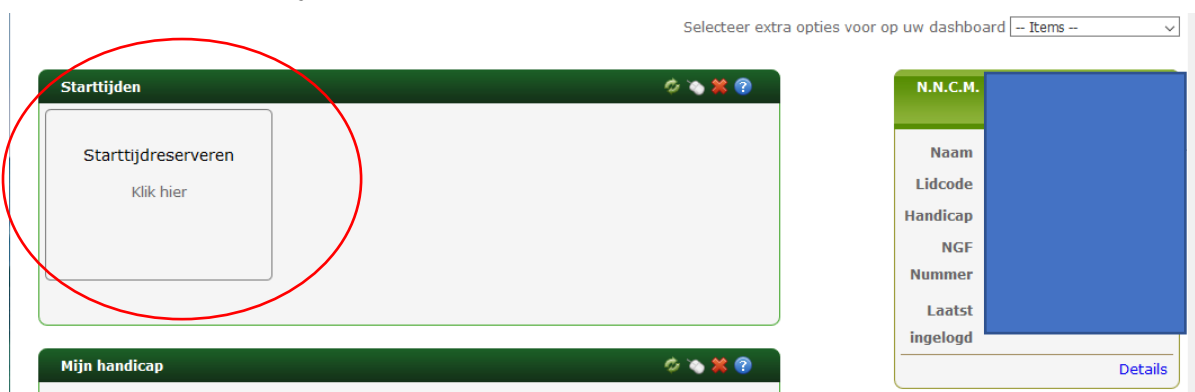 Selecteer extra opties voor op uw dashboard -- Items --
Starttijden
Starttijdreserveren
Klik hier
Mijn handicap
N.N.C.M.
Naam
Lidcode
Handicap
NGF
Nummer
Laatst
ingelogd
Details